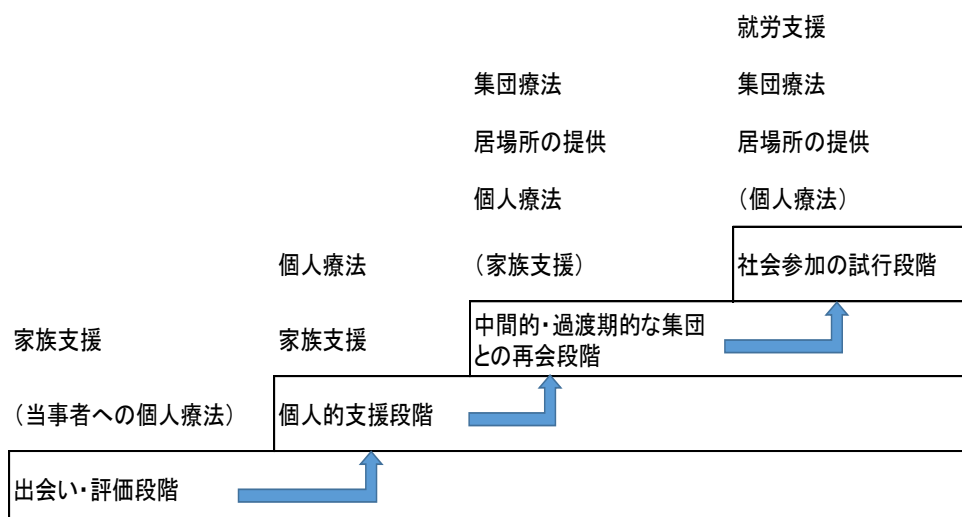 就労支援
集団療法
集団療法
居場所の提供
居場所の提供
個人療法
（個人療法）
個人療法
（家族支援）
社会参加の試行段階
家族支援
家族支援
中間的・過渡期的な集団
との再会段階
（当事者への個人療法）
個人的支援段階
出会い・評価段階